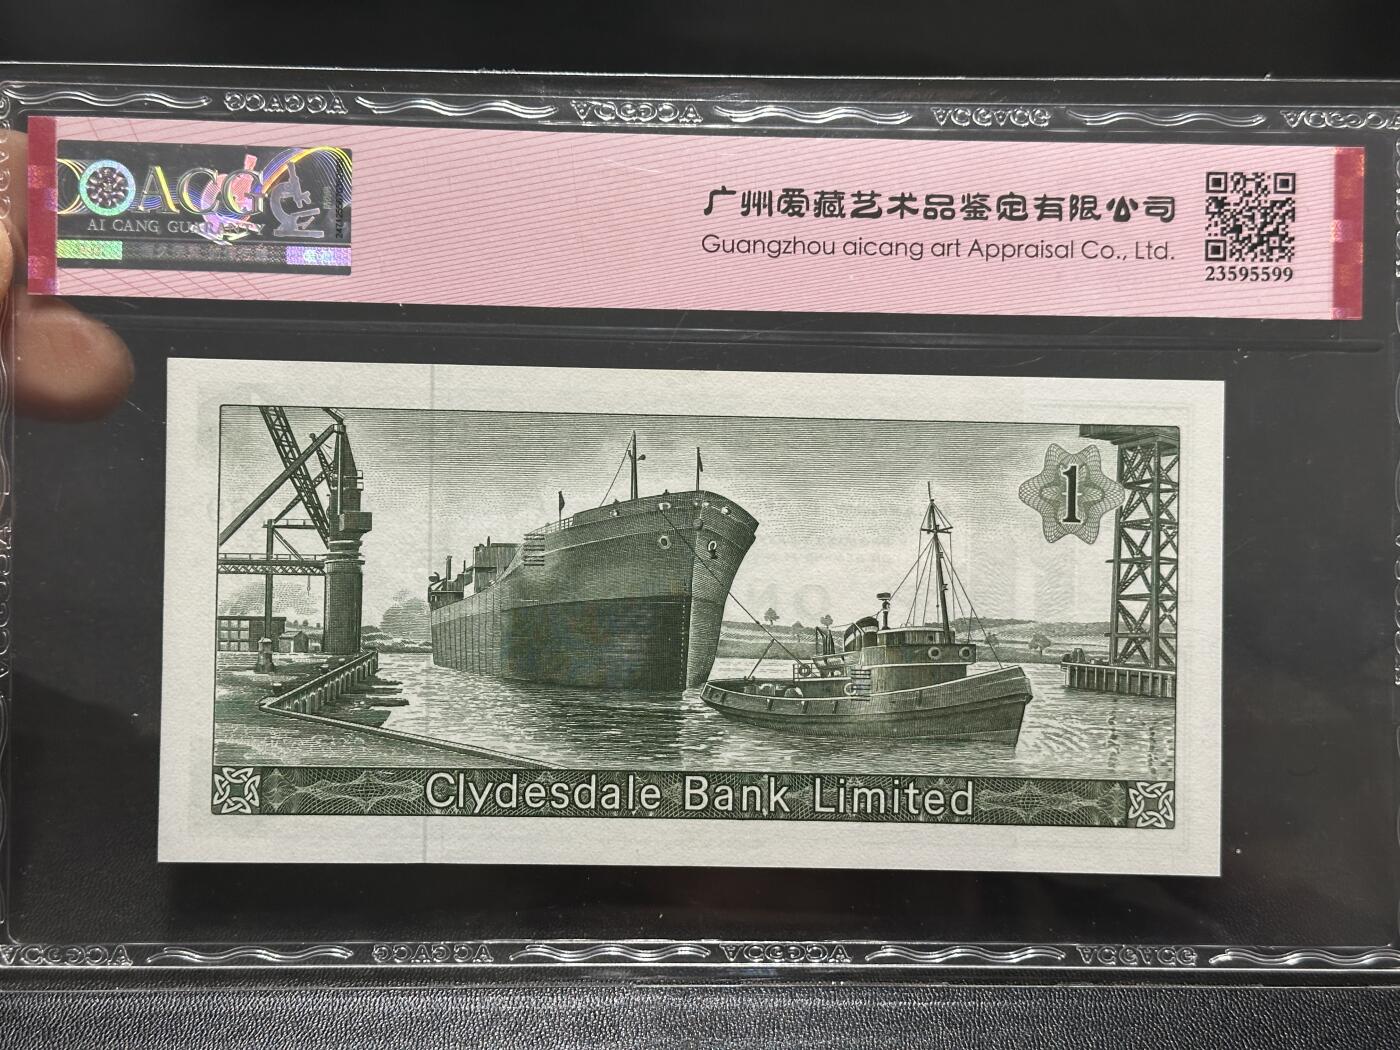 ACG
AI CANG GUARANTY
广州爱藏艺术品鉴定有限公司
Guangzhou aicang art Appraisal Co., Ltd.
23595599
1
Clydesdale Bank Limited